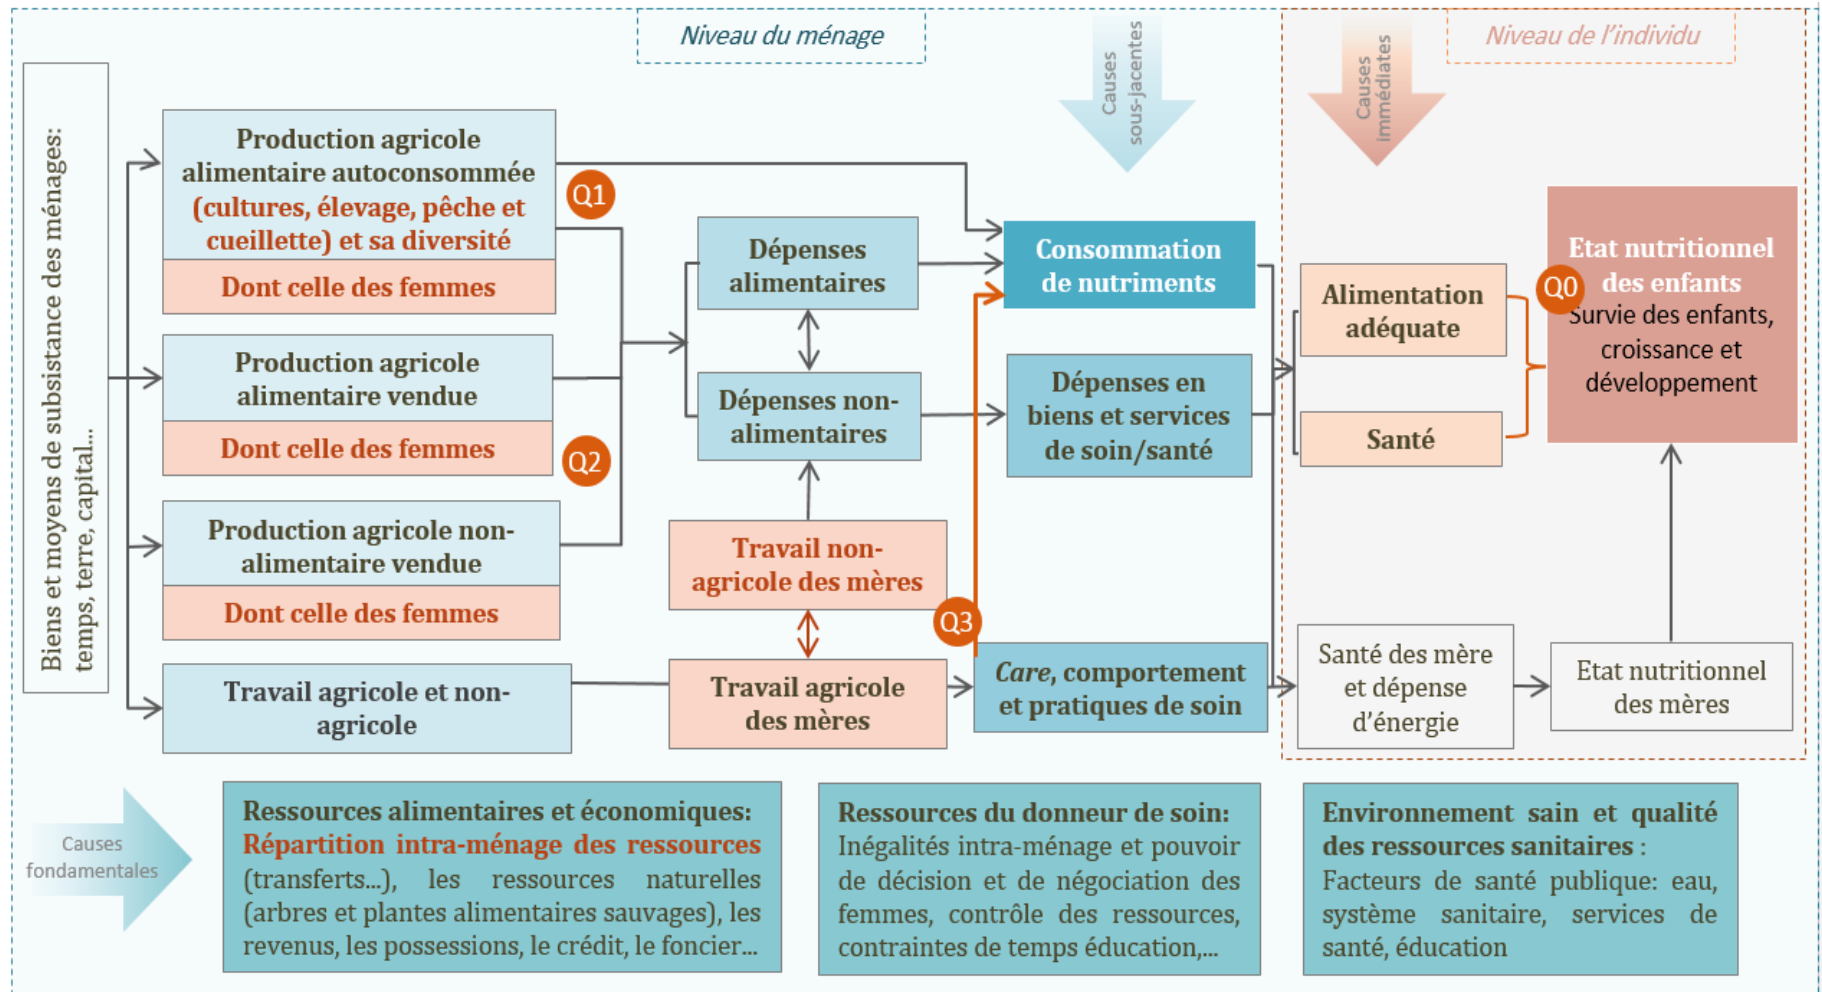 Niveau du ménage
Niveau de l'individu
Causes
sous-jacentes
Causes
immédiates
Biens et moyens de subsistance des ménages:
temps, terre, capital...
Production agricole
alimentaire autoconsommée
(cultures, élevage, pêche et
cueillette) et sa diversité
Dont celle des femmes
Q1
Production agricole
alimentaire vendue
Dont celle des femmes
Q2
Production agricole non-
alimentaire vendue
Dont celle des femmes
Travail agricole et non-
agricole
Dépenses
alimentaires
Dépenses non-
alimentaires
Travail non-
agricole des mères
Travail agricole
des mères
Q3
Consommation
de nutriments
Dépenses en
biens et services
de soin/santé
Care, comportement
et pratiques de soin
Alimentation
adéquate
Santé
Q0
Etat nutritionnel
des enfants
Survie des enfants,
croissance et
développement
Santé des mère
et dépense
d'énergie
Etat nutritionnel
des mères
Causes
fondamentales
Ressources alimentaires et économiques:
Répartition intra-ménage des ressources
(transferts...), les ressources naturelles
(arbres et plantes alimentaires sauvages), les
revenus, les possessions, le crédit, le foncier...
Ressources du donneur de soin:
Inégalités intra-ménage et pouvoir
de décision et de négociation des
femmes, contrôle des ressources,
contraintes de temps éducation,...
Environnement sain et qualité
des ressources sanitaires :
Facteurs de santé publique: eau,
système sanitaire, services de
santé, éducation